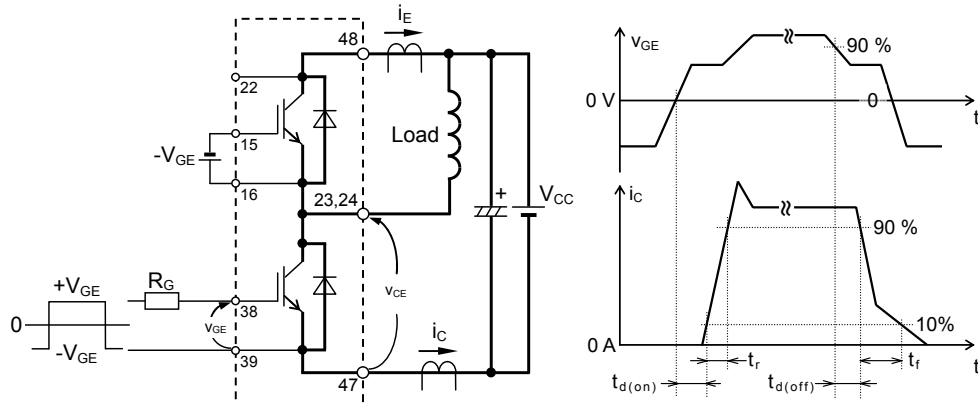 i_E
48
22
15
-V_GE
16
Load
23,24
V_CC
+
+V_GE
R_G
0
-V_GE
v_GE
38
39
v_CE
i_C
47
v_GE
90 %
0 V
0
t
i_C
90 %
10%
0 A
t
t_r
t_f
t_d(on)
t_d(off)